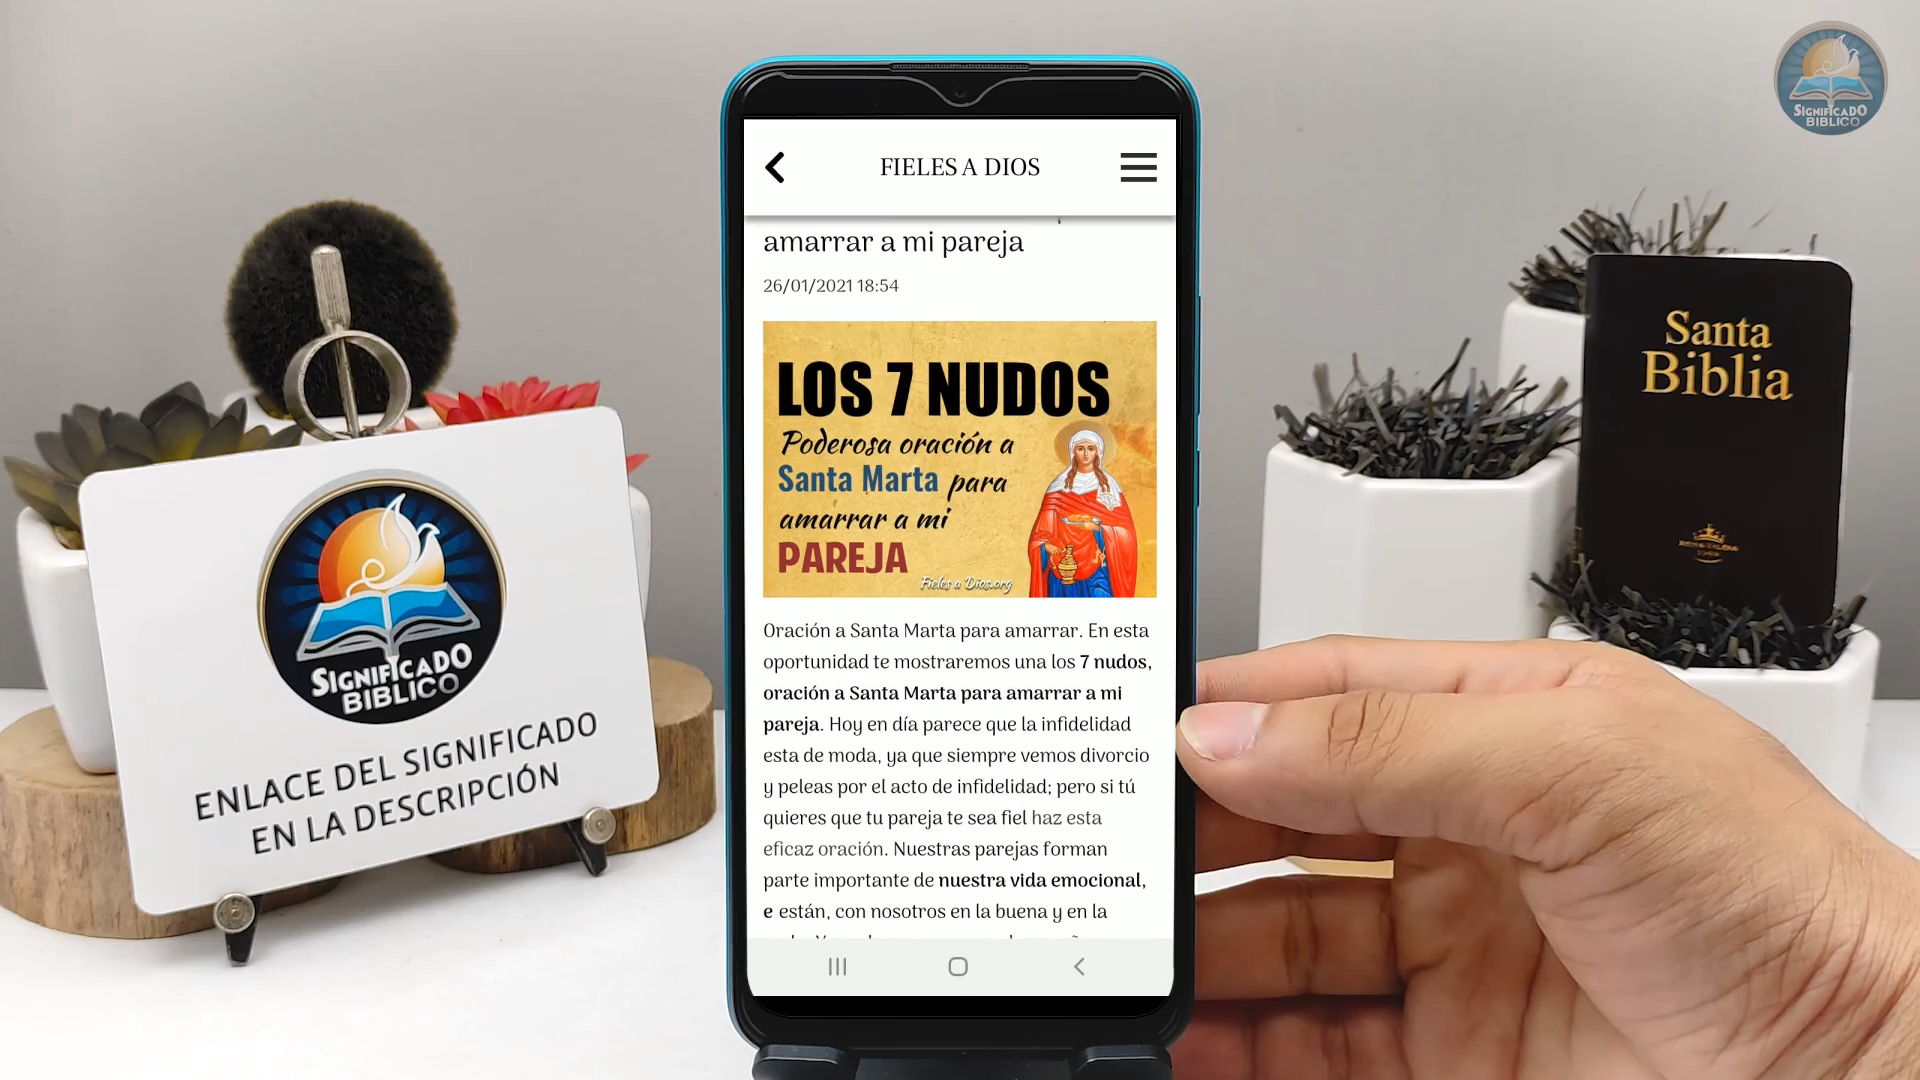 SIGNIFICADO
BIBLICO
FIELES A DIOS
amarrar a mi pareja
26/01/2021 18:54
LOS 7 NUDOS
Poderosa oración a
Santa Marta para
amarrar a mi
PAREJA
Fieles a Dios.org
Oración a Santa Marta para amarrar. En esta
oportunidad te mostraremos una los 7 nudos,
oración a Santa Marta para amarrar a mi
pareja. Hoy en día parece que la infidelidad
esta de moda, ya que siempre vemos divorcio
y peleas por el acto de infidelidad; pero si tú
quieres que tu pareja te sea fiel haz esta
eficaz oración. Nuestras parejas forman
parte importante de nuestra vida emocional,
e están, con nosotros en la buena y en la
SIGNIFICADO
BIBLICO
ENLACE DEL SIGNIFICADO
EN LA DESCRIPCIÓN
Santa
Biblia